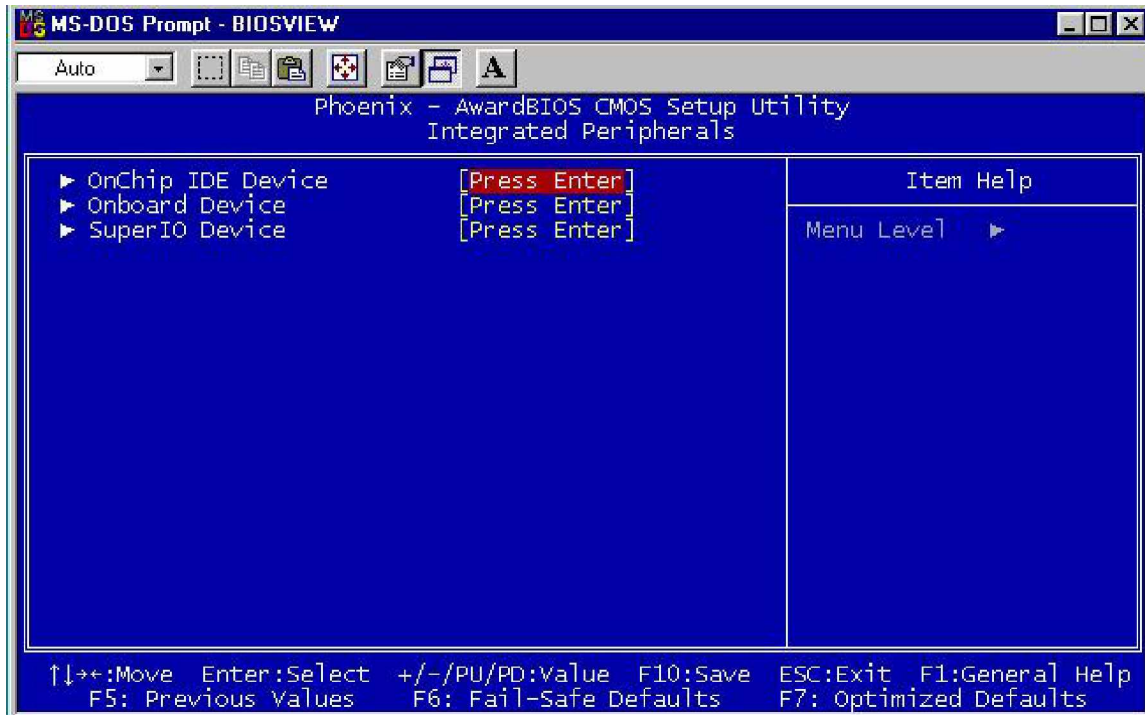 MS-DOS Prompt - BIOSVIEW
Auto
A
Phoenix - AwardBIOS CMOS Setup Utility
Integrated Peripherals
► OnChip IDE Device [Press Enter]
► Onboard Device [Press Enter]
► SuperIO Device [Press Enter]
Item Help
Menu Level ►
↑↓→←:Move Enter:Select +/-/PU/PD:Value F10:Save ESC:Exit F1:General Help
F5: Previous Values F6: Fail-Safe Defaults F7: Optimized Defaults